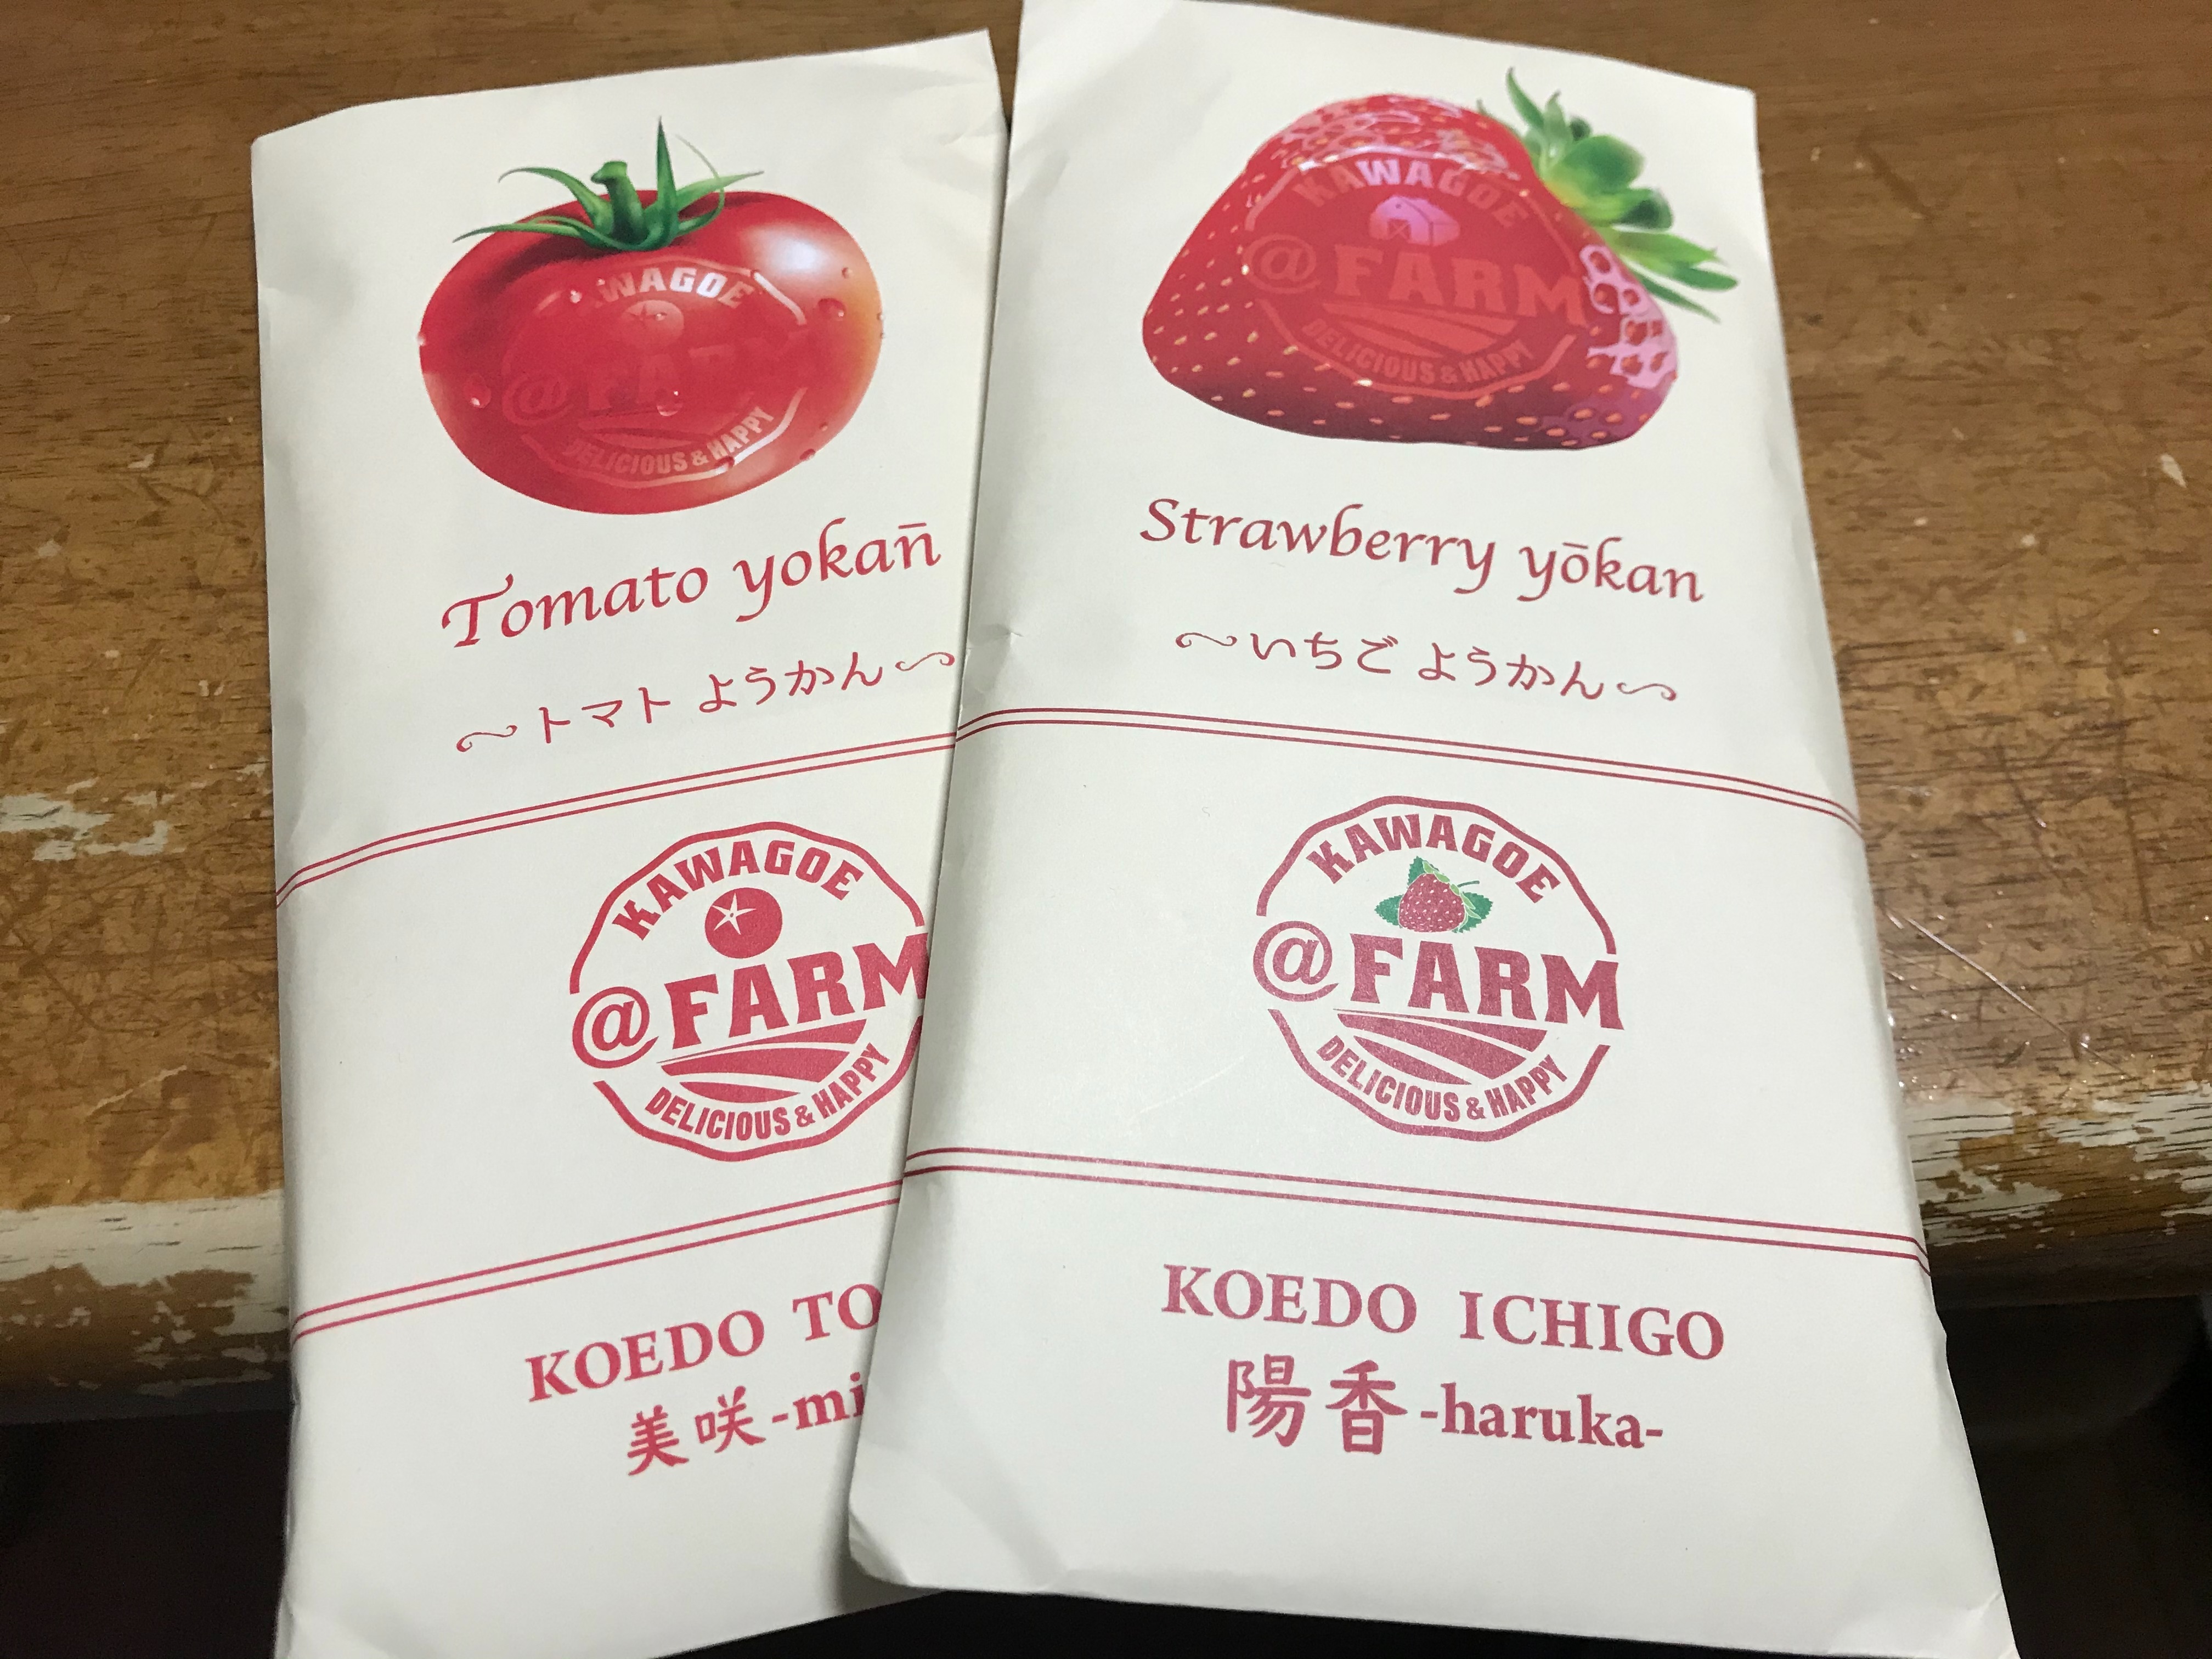 KAWAGOE
@FARM
DELICIOUS & HAPPY
Tomato yokan̄
～トマト ようかん～
KAWAGOE
@FARM
DELICIOUS & HAPPY
KOEDO TO
美咲-mi
KAWAGOE
@FARM
DELICIOUS & HAPPY
Strawberry yōkan
～いちご ようかん～
KAWAGOE
@FARM
DELICIOUS & HAPPY
KOEDO ICHIGO
陽香-haruka-